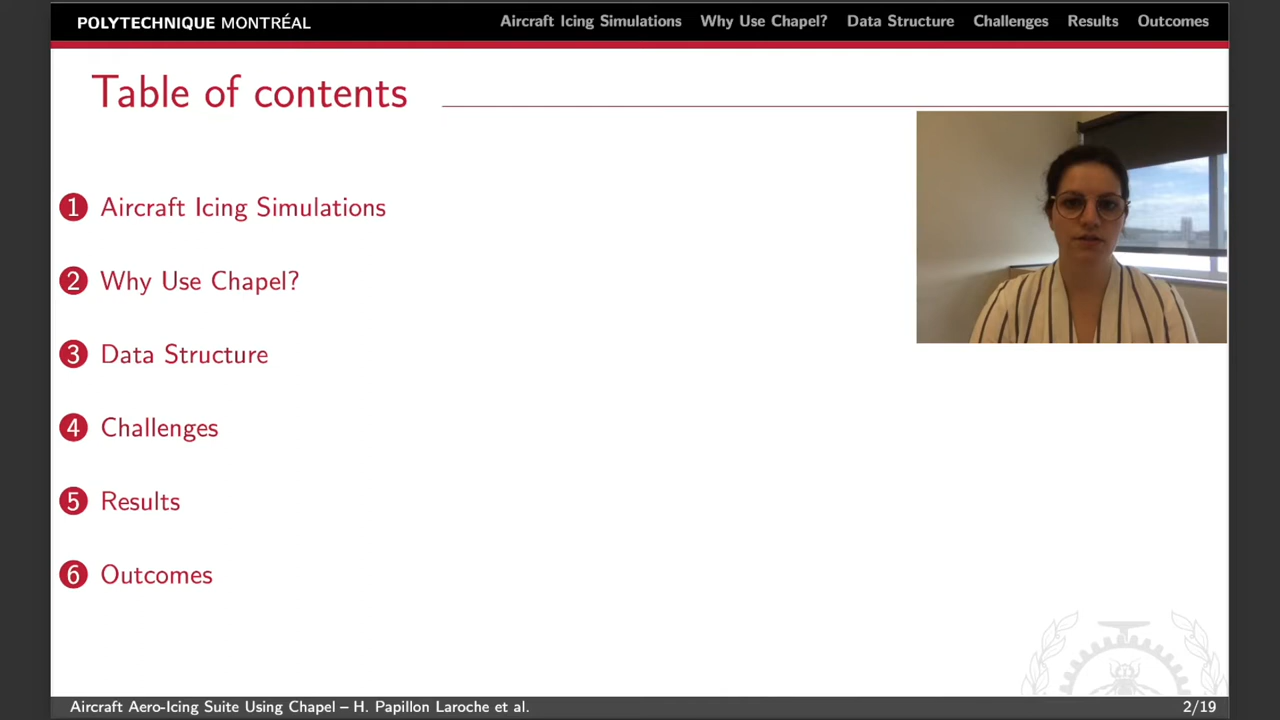 POLYTECHNIQUE MONTRÉAL
Aircraft Icing Simulations Why Use Chapel? Data Structure Challenges Results Outcomes
Table of contents
1 Aircraft Icing Simulations
2 Why Use Chapel?
3 Data Structure
4 Challenges
5 Results
6 Outcomes
Aircraft Aero-Icing Suite Using Chapel – H. Papillon Laroche et al.
2/19